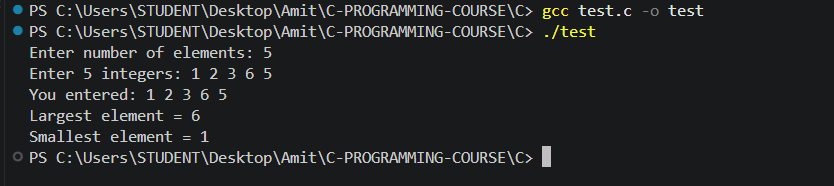 PS C:\Users\STUDENT\Desktop\Amit\C-PROGRAMMING-COURSE\C> gcc test.c -o test
PS C:\Users\STUDENT\Desktop\Amit\C-PROGRAMMING-COURSE\C> ./test
Enter number of elements: 5
Enter 5 integers: 1 2 3 6 5
You entered: 1 2 3 6 5
Largest element = 6
Smallest element = 1
PS C:\Users\STUDENT\Desktop\Amit\C-PROGRAMMING-COURSE\C>